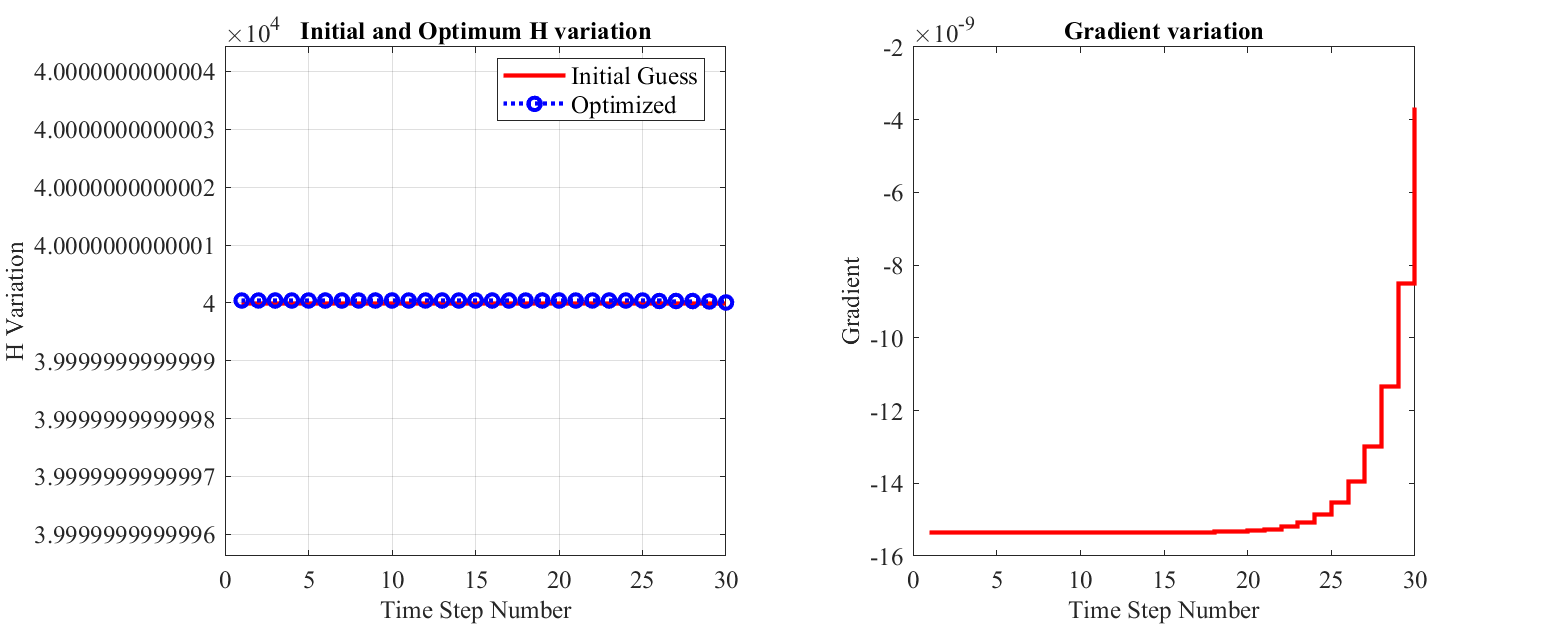 ×10⁴
Initial and Optimum H variation
Initial Guess
Optimized
4.0000000000004
4.0000000000003
4.0000000000002
4.0000000000001
4
3.9999999999999
3.9999999999998
3.9999999999997
3.9999999999996
H Variation
0 5 10 15 20 25 30
Time Step Number
×10⁻⁹
Gradient variation
-2
-4
-6
-8
-10
-12
-14
-16
Gradient
0 5 10 15 20 25 30
Time Step Number